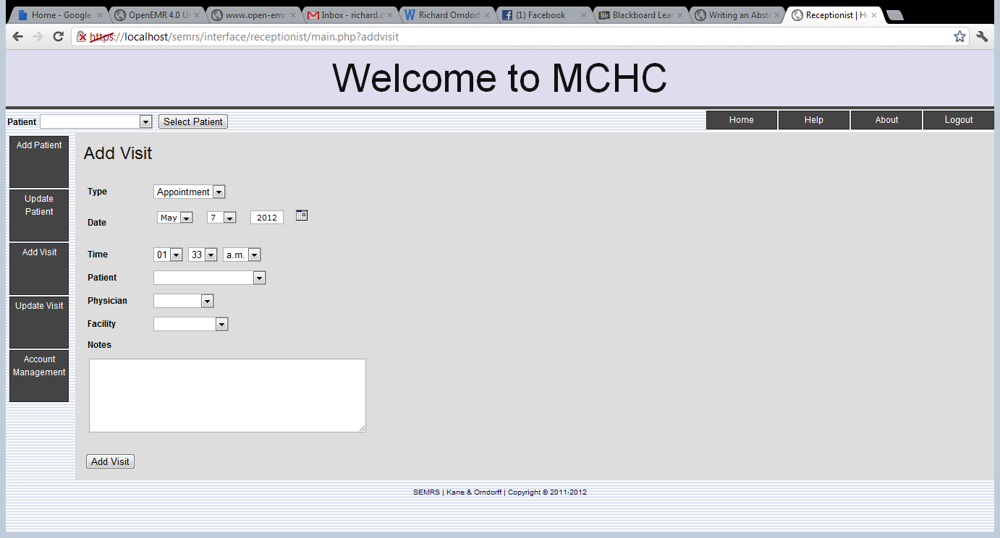 Home - Google
OpenEMR 4.0 Us
www.open-emr
Inbox - richard.c
Richard Orndorf
(1) Facebook
Blackboard Lear
Writing an Abstr
Receptionist | He
https://localhost/semrs/interface/receptionist/main.php?addvisit
Welcome to MCHC
Patient Select Patient
Home Help About Logout
Add Patient
Update
Patient
Add Visit
Update Visit
Account
Management
Add Visit
Type Appointment
Date May 7 2012
Time 01 33 a.m.
Patient
Physician
Facility
Notes
Add Visit
SEMRS | Kane & Orndorff | Copyright © 2011-2012